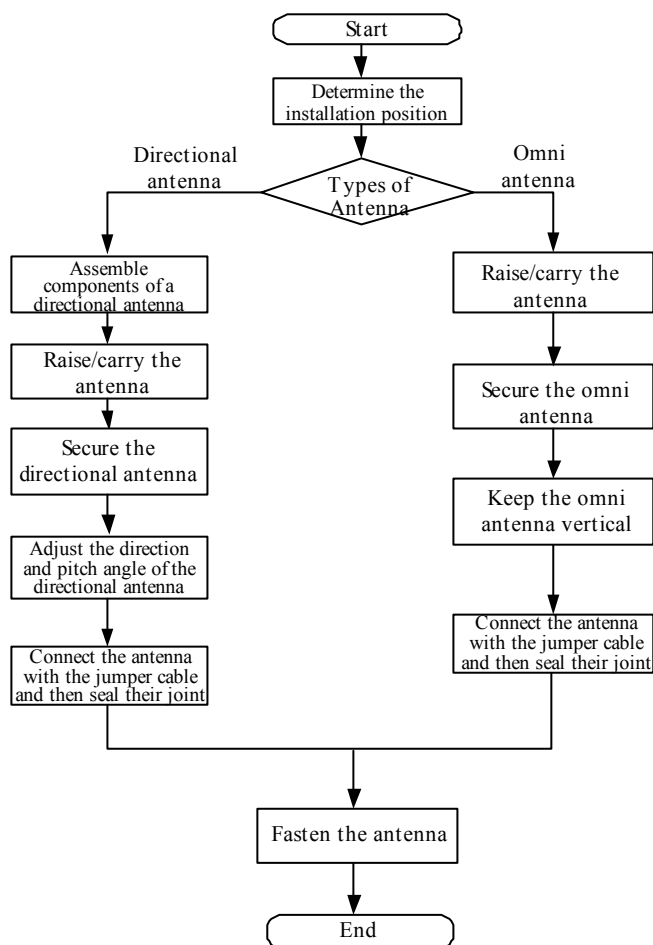 Start
Determine the
installation position
Directional
antenna
Types of
Antenna
Omni
antenna
Assemble
components of a
directional antenna
Raise/carry the
antenna
Secure the
directional antenna
Adjust the direction
and pitch angle of the
directional antenna
Connect the antenna
with the jumper cable
and then seal their joint
Raise/carry the
antenna
Secure the omni
antenna
Keep the omni
antenna vertical
Connect the antenna
with the jumper cable
and then seal their joint
Fasten the antenna
End